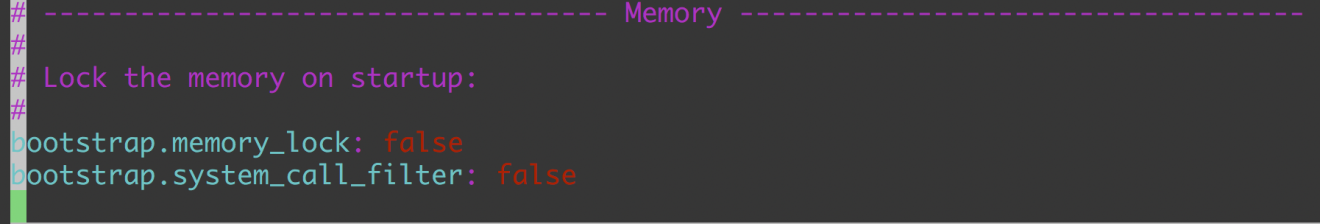 # ----------------------------------- Memory -----------------------------------
#
# Lock the memory on startup:
#
bootstrap.memory_lock: false
bootstrap.system_call_filter: false